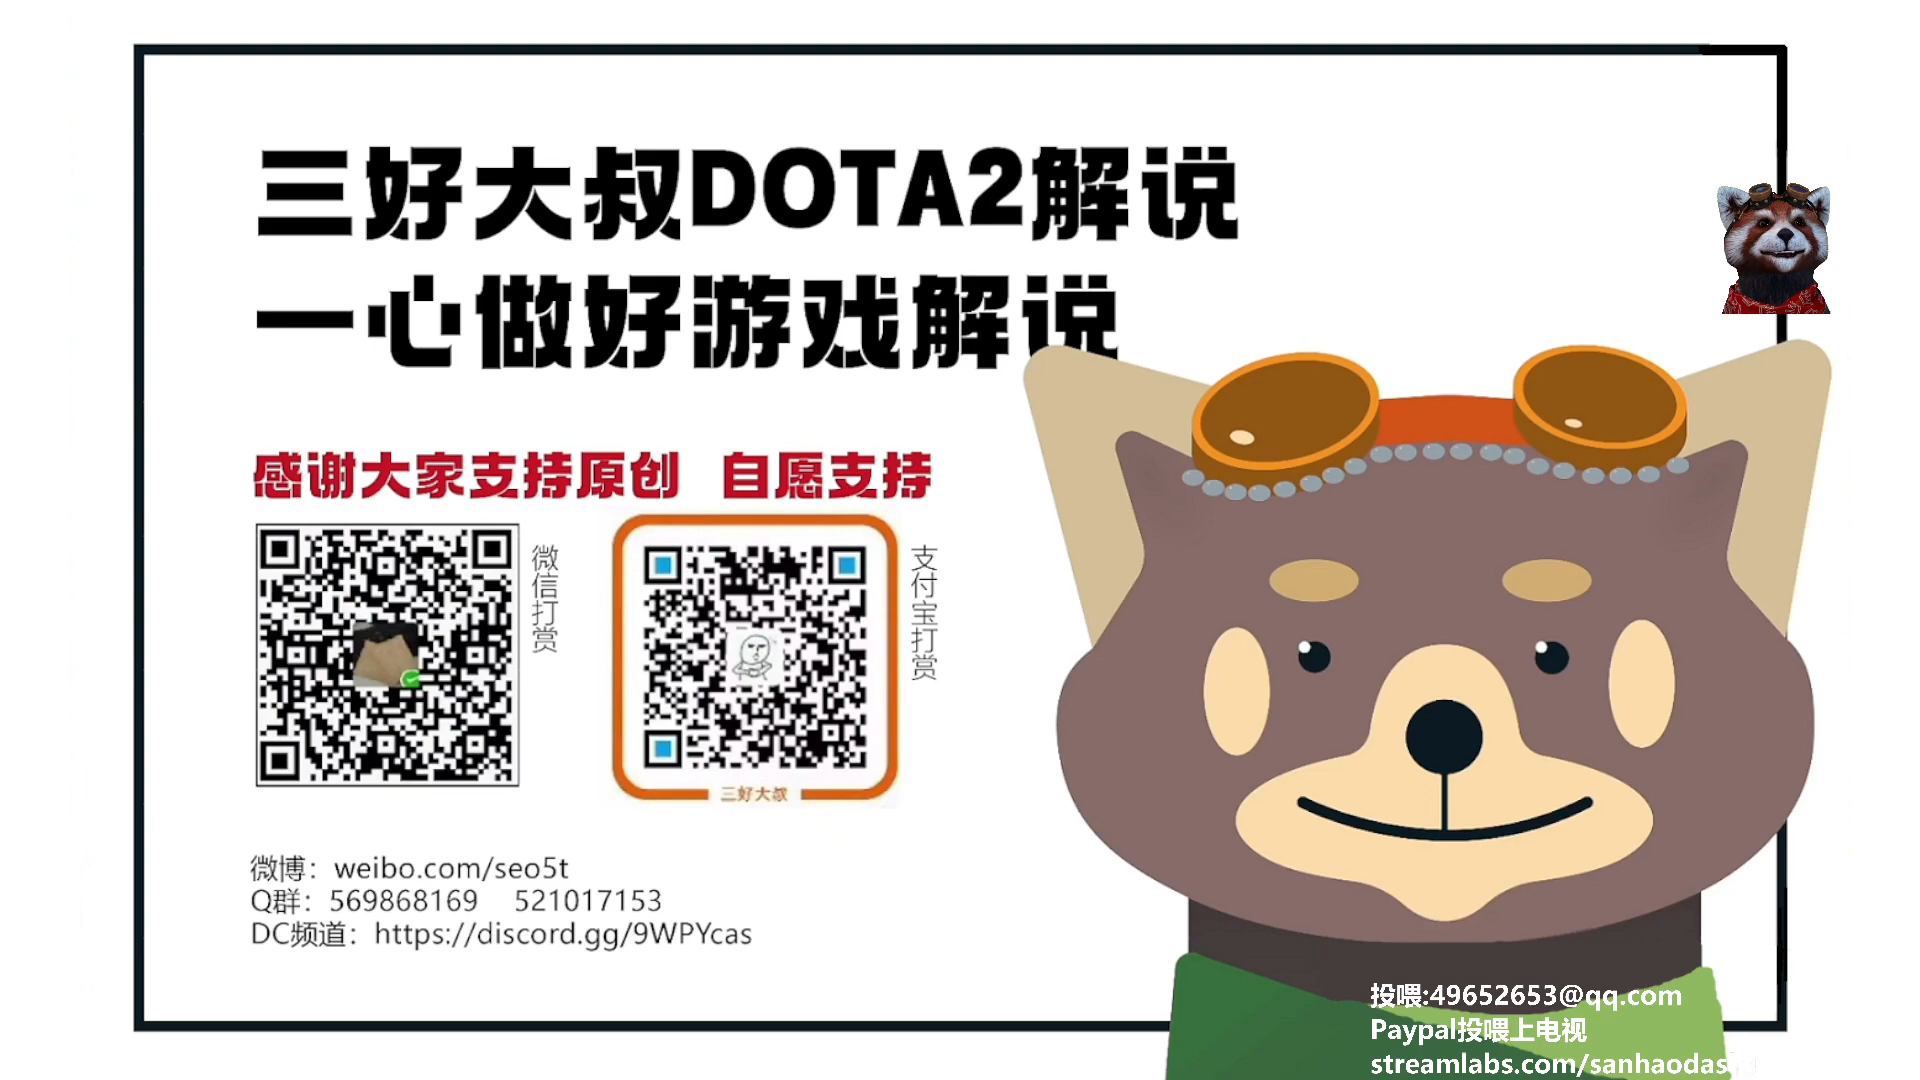 三好大叔DOTA2解说
一心做好游戏解说
感谢大家支持原创 自愿支持
微信打赏
支付宝打赏
三好大叔
微博：weibo.com/seo5t
Q群：569868169 521017153
DC频道：https://discord.gg/9WPYcas
投喂:49652653@qq.com
Paypal投喂上电视